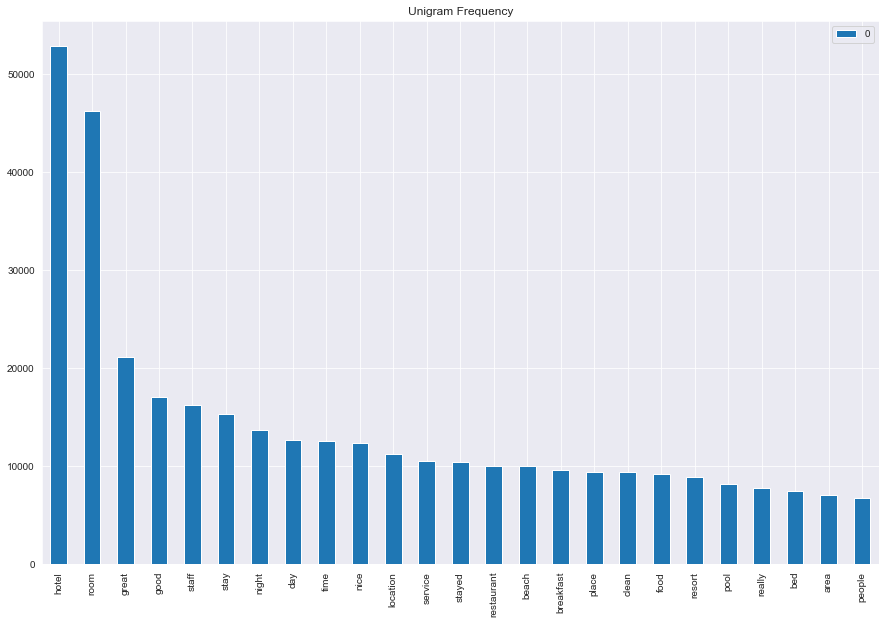 Unigram Frequency
0
50000
40000
30000
20000
10000
0
hotel
room
great
good
staff
stay
night
day
time
nice
location
service
stayed
restaurant
beach
breakfast
place
clean
food
resort
pool
really
bed
area
people